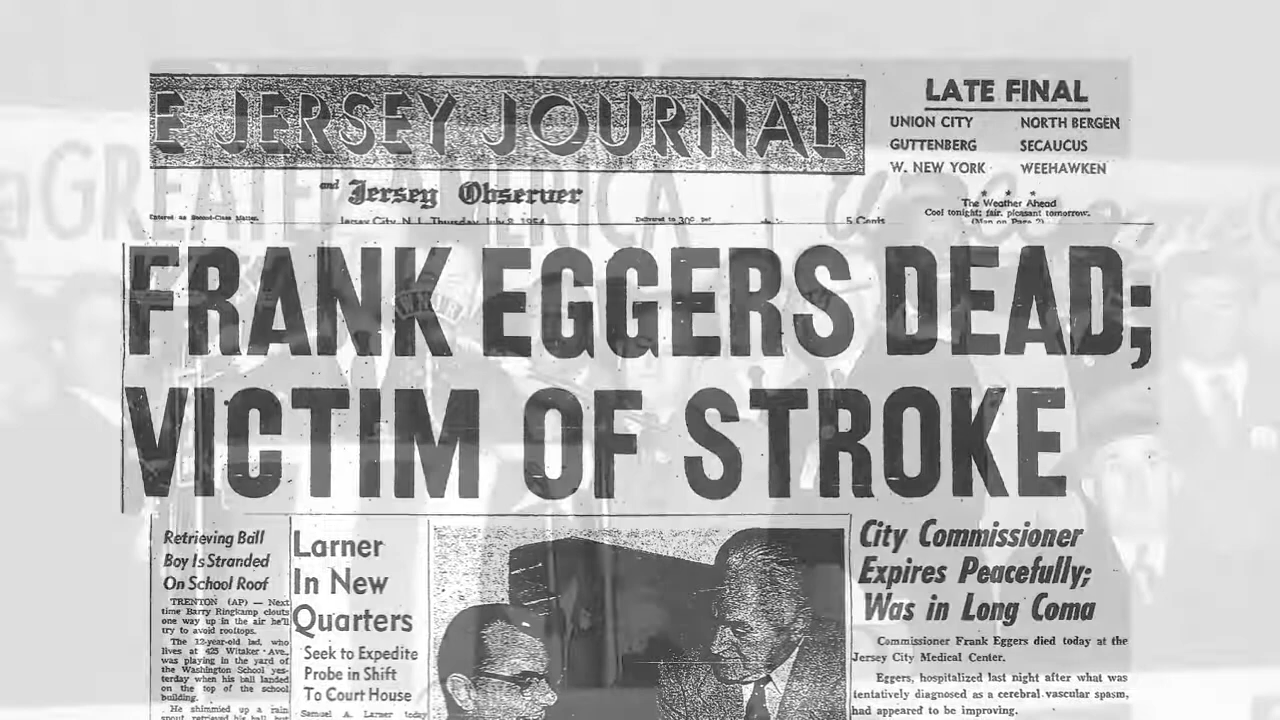 E JERSEY JOURNAL
and Jersey Observer
Entered as Second-Class Matter.
Jersey City, N. J., Thursday, July 8, 1954
Delivered to
30c per
5 Cents
LATE FINAL
UNION CITY NORTH BERGEN
GUTTENBERG SECAUCUS
W. NEW YORK WEEHAWKEN
The Weather Ahead
Cool tonight; fair, pleasant tomorrow.
(Map on Page 2)
a GREATER
FRANK EGGERS DEAD;
VICTIM OF STROKE
Retrieving Ball
Boy Is Stranded
On School Roof
TRENTON (AP) — Next
time Barry Ringkamp clouts
one way up in the air he'll
try to avoid rooftops.
The 12-year-old lad, who
lives at 425 Witaker Ave.,
was playing in the yard of
the Washington School yes-
terday when his ball landed
on the top of the school
building.
He shimmied up a rain
spout, retrieved his ball, but
Larner
In New
Quarters
Seek to Expedite
Probe in Shift
To Court House
Samuel A. Larner today
City Commissioner
Expires Peacefully;
Was in Long Coma
Commissioner Frank Eggers died today at the
Jersey City Medical Center.
Eggers, hospitalized last night after what was
tentatively diagnosed as a cerebral vascular spasm,
had appeared to be improving.